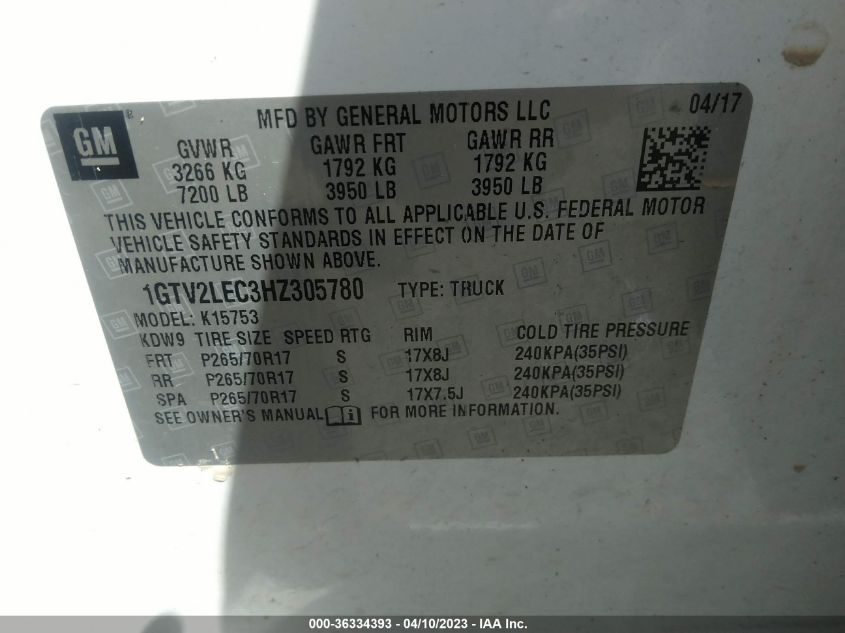 GM ®
MFD BY GENERAL MOTORS LLC 04/17
GVWR GAWR FRT GAWR RR
3266 KG 1792 KG 1792 KG
7200 LB 3950 LB 3950 LB
THIS VEHICLE CONFORMS TO ALL APPLICABLE U.S. FEDERAL MOTOR
VEHICLE SAFETY STANDARDS IN EFFECT ON THE DATE OF
MANUFACTURE SHOWN ABOVE.
1GTV2LEC3HZ305780 TYPE: TRUCK
MODEL: K15753
KDW9 TIRE SIZE SPEED RTG RIM COLD TIRE PRESSURE
FRT P265/70R17 S 17X8J 240KPA(35PSI)
RR P265/70R17 S 17X8J 240KPA(35PSI)
SPA P265/70R17 S 17X7.5J 240KPA(35PSI)
SEE OWNER'S MANUAL FOR MORE INFORMATION.
000-36334393 - 04/10/2023 - IAA Inc.